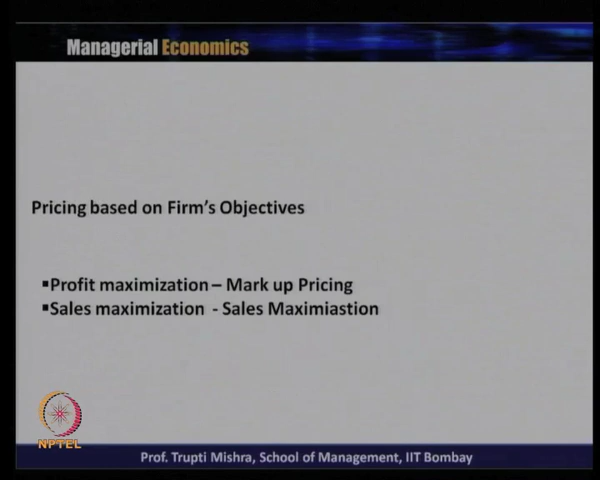 Managerial Economics
Pricing based on Firm's Objectives
▪Profit maximization – Mark up Pricing
▪Sales maximization - Sales Maximiastion
NPTEL
Prof. Trupti Mishra, School of Management, IIT Bombay